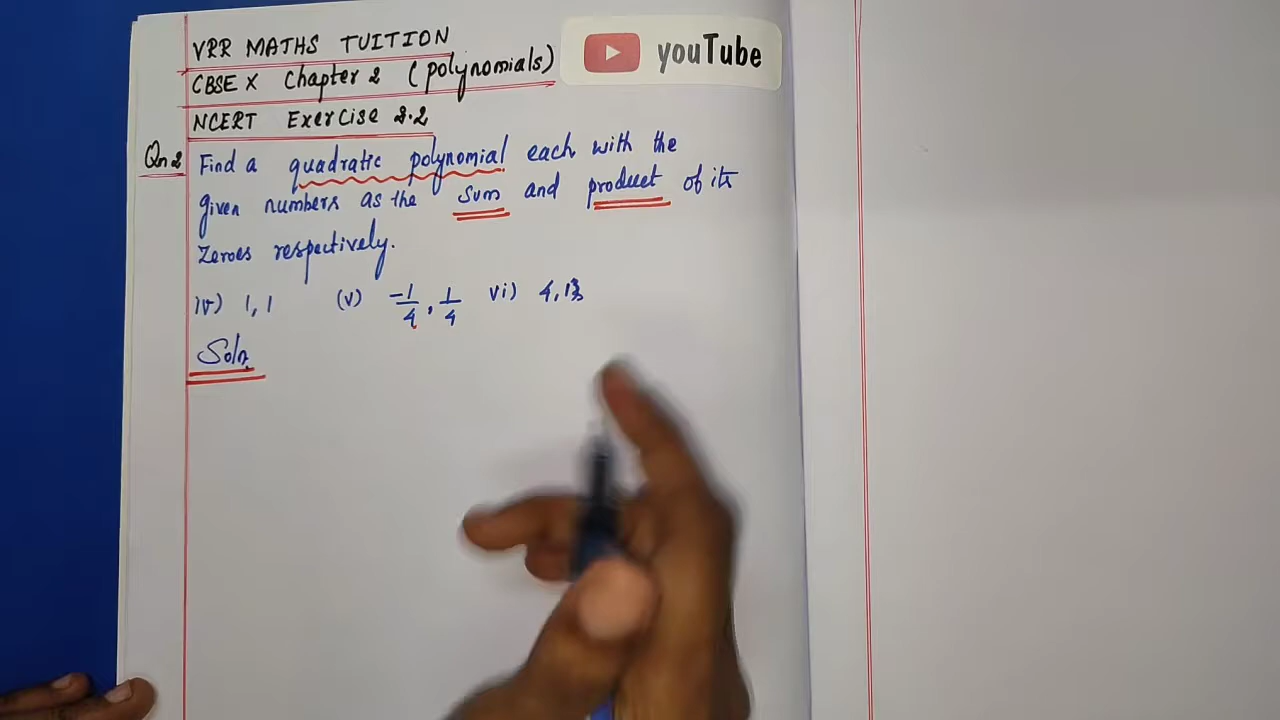 VRR MATHS TUITION
youTube
CBSE X Chapter 2 (polynomials)
NCERT Exercise 2.2
Qn 2 Find a quadratic polynomial each with the
given numbers as the sum and product of its
zeroes respectively.
iv) 1, 1 (v) -1/4, 1/4 vi) 4, 1
Soln